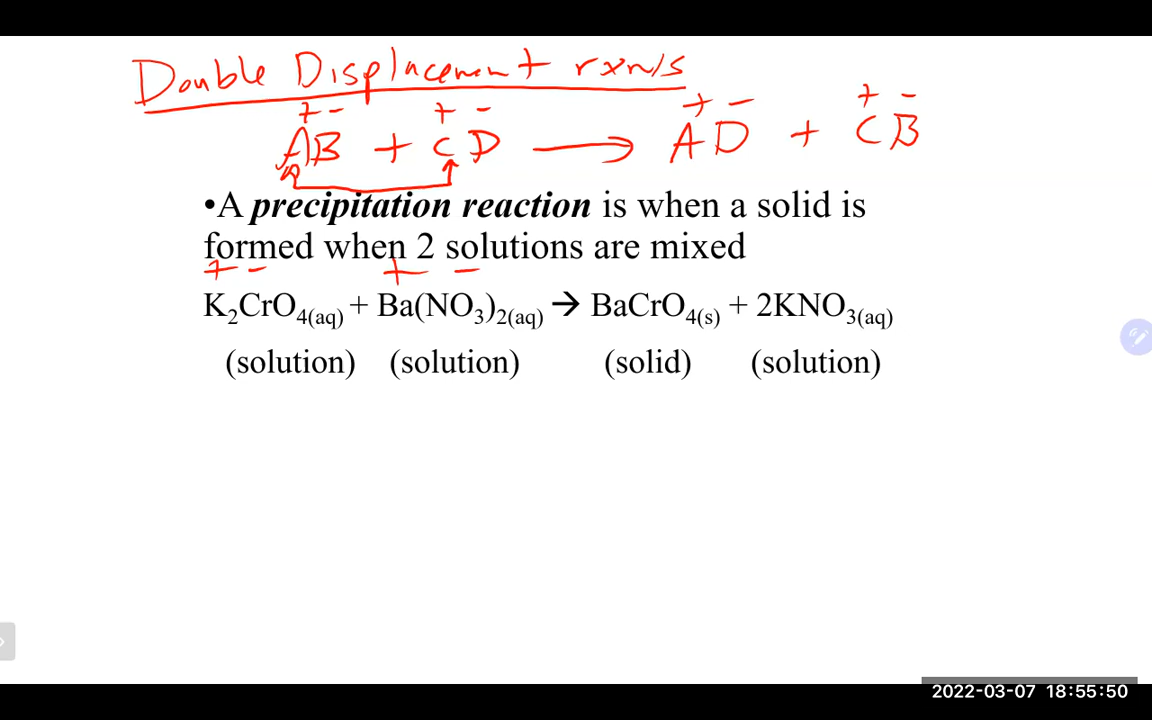 Double Displacement rxn/s
+ - + - + - + -
AB + CD → AD + CB
•A precipitation reaction is when a solid is
formed when 2 solutions are mixed
+ - + -
K₂CrO₄(aq) + Ba(NO₃)₂(aq) → BaCrO₄(s) + 2KNO₃(aq)
(solution) (solution) (solid) (solution)
2022-03-07 18:55:50